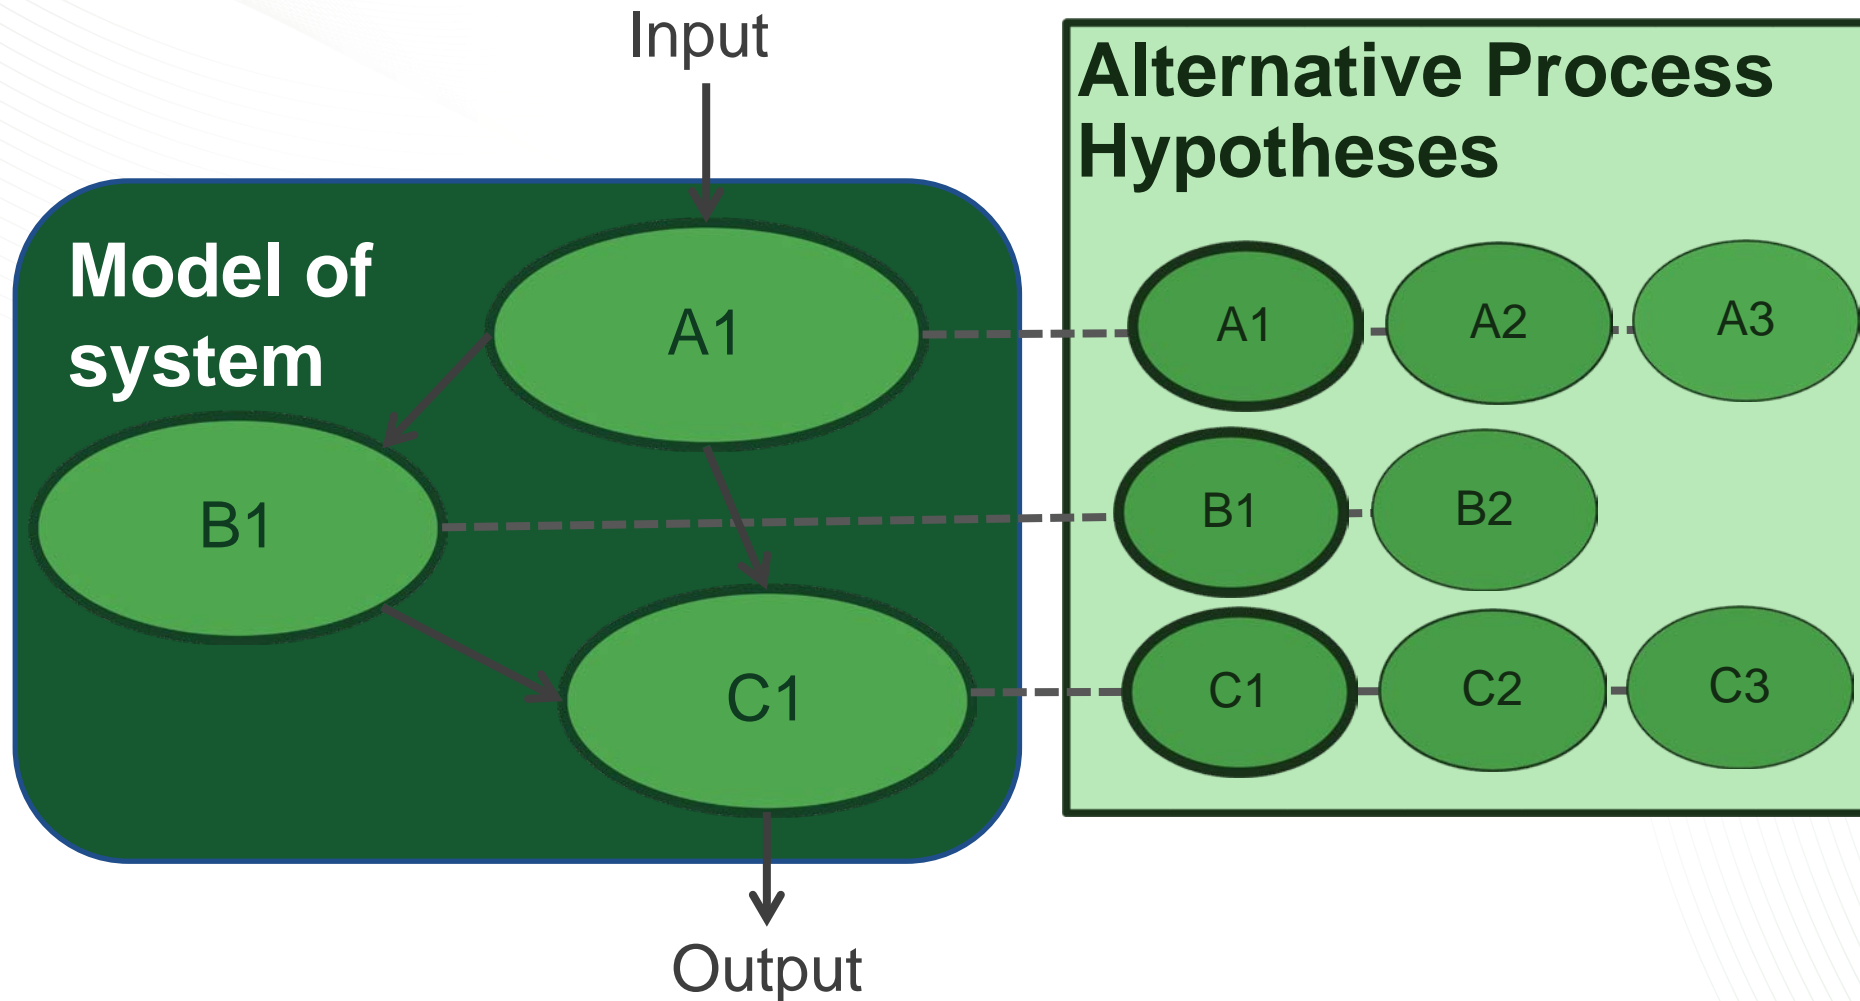 Input
Alternative Process
Hypotheses
Model of
system
A1
B1
C1
A1
A2
A3
B1
B2
C1
C2
C3
Output